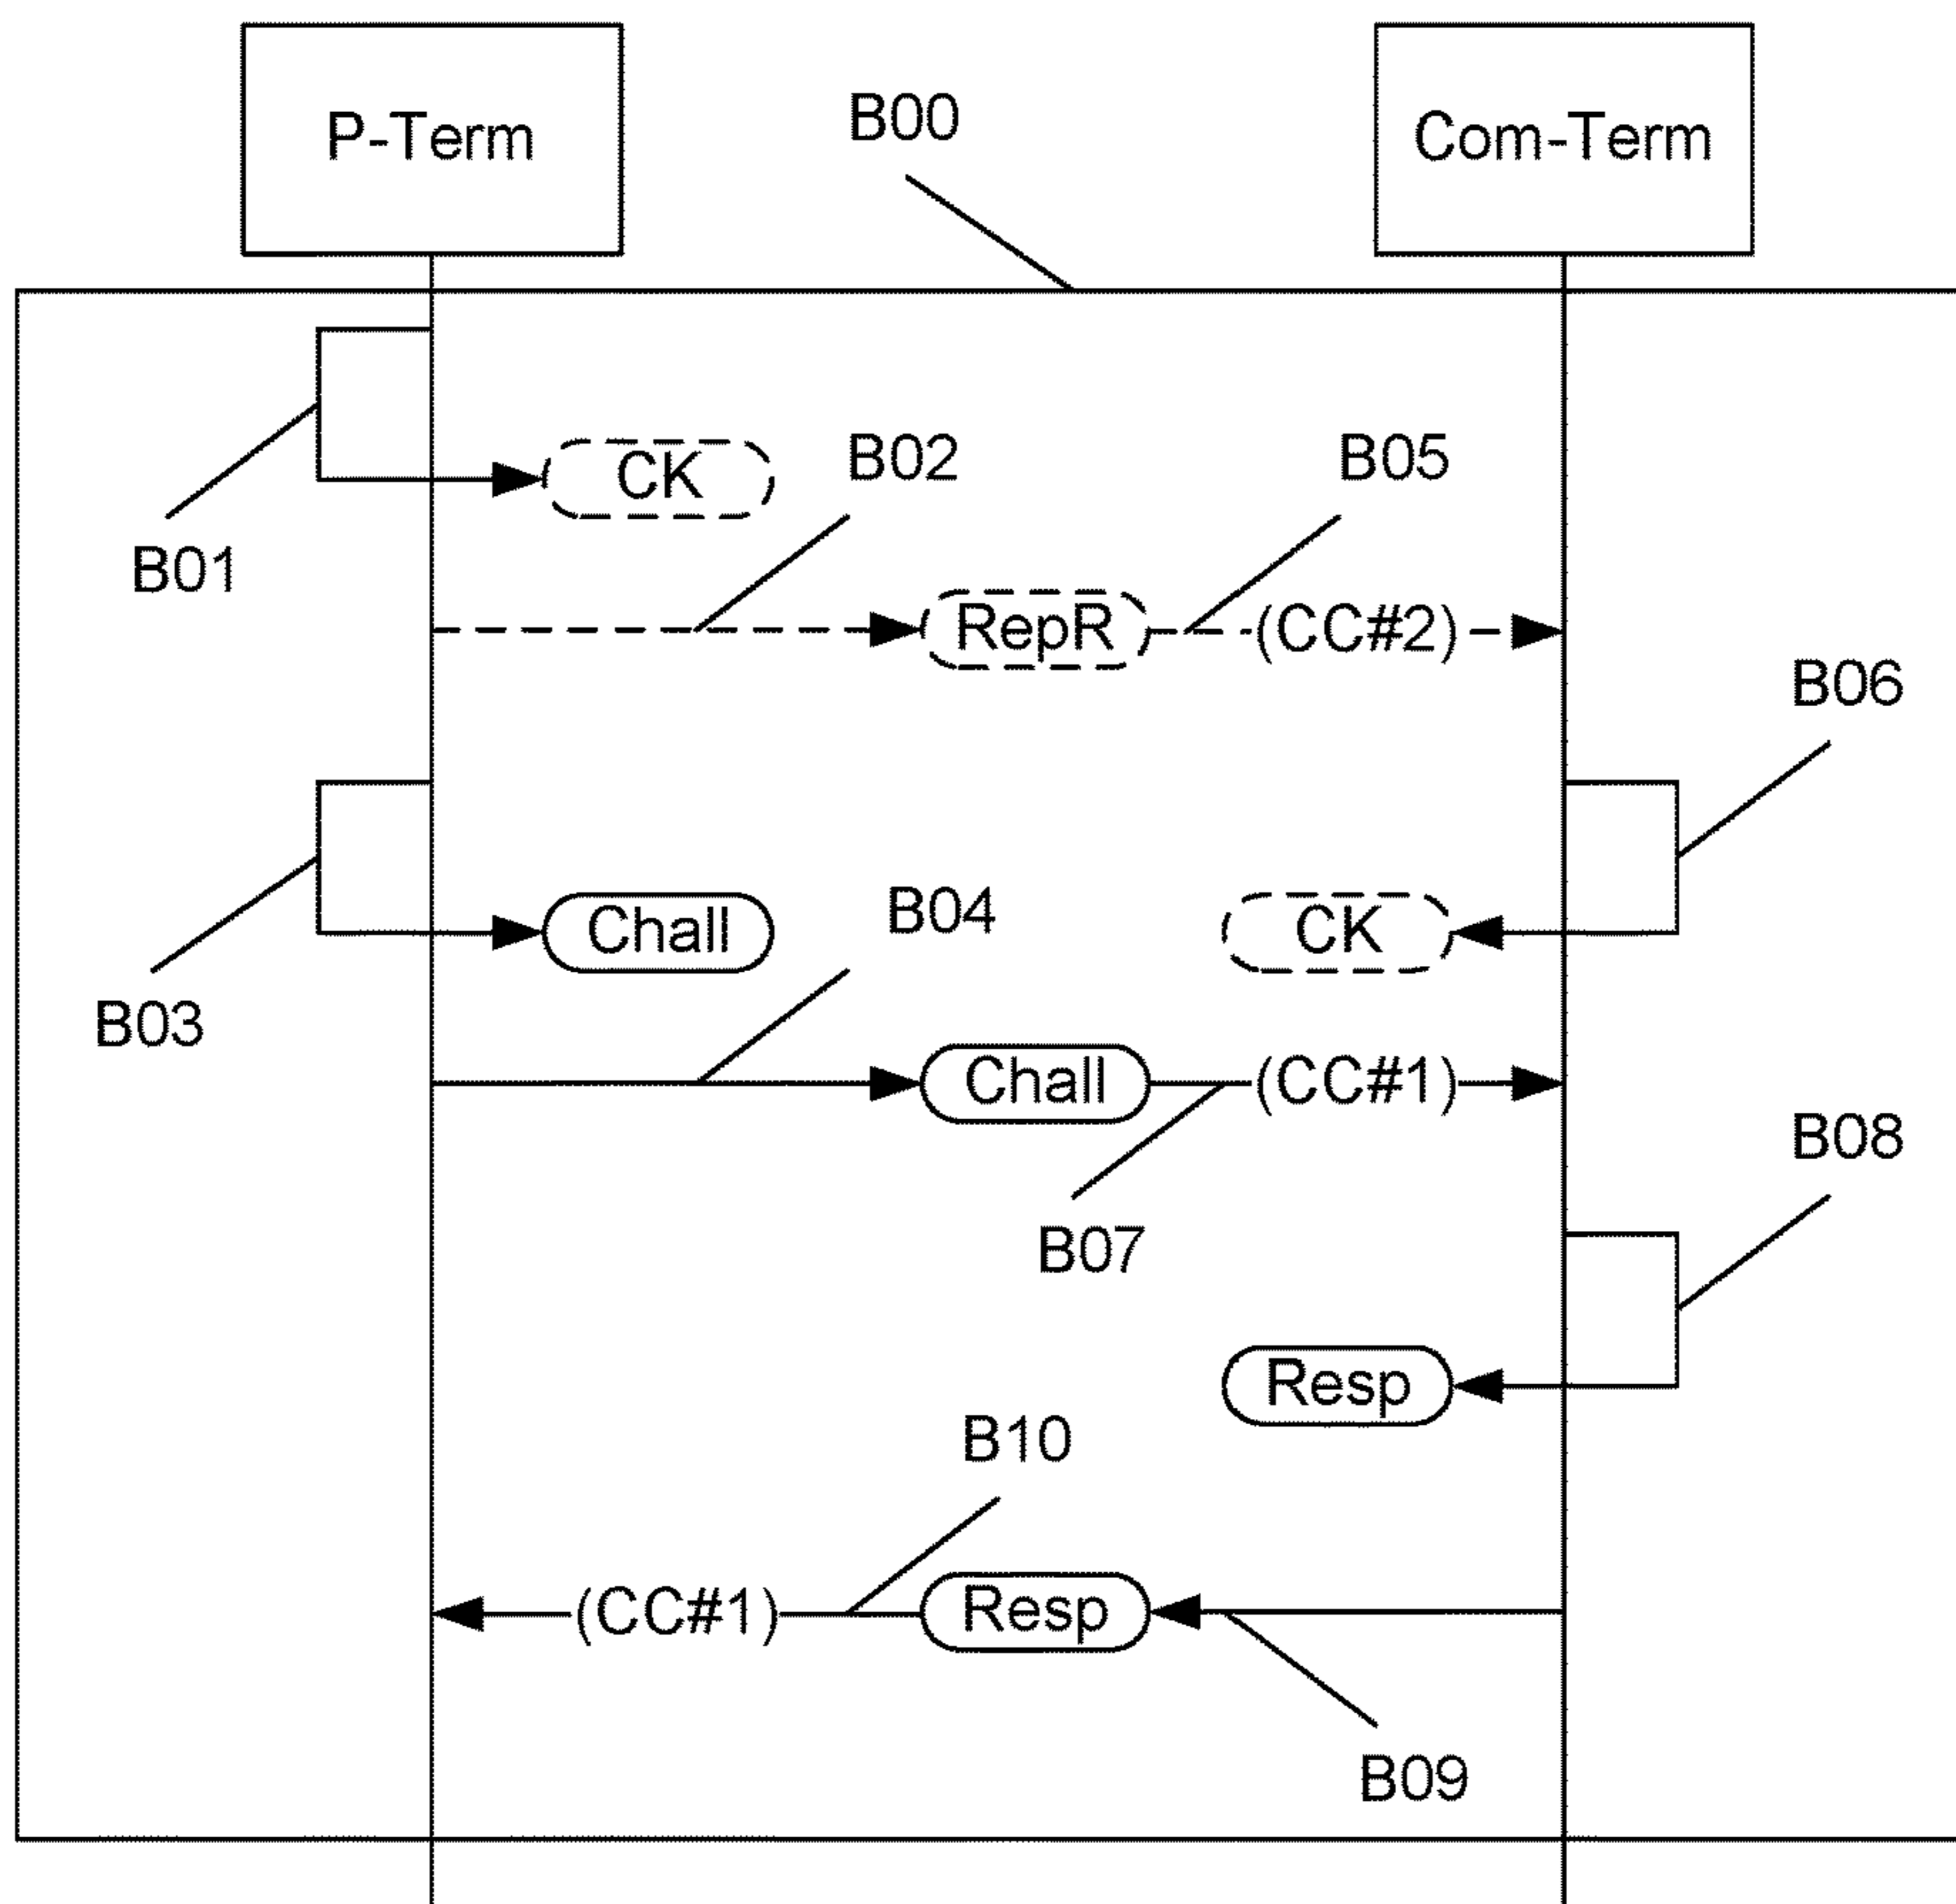 P-Term
B00
Com-Term
CK
B02
B05
B01
RepR
(CC#2)
B06
Chall
B04
CK
B03
Chall
(CC#1)
B08
B07
Resp
B10
(CC#1)
Resp
B09